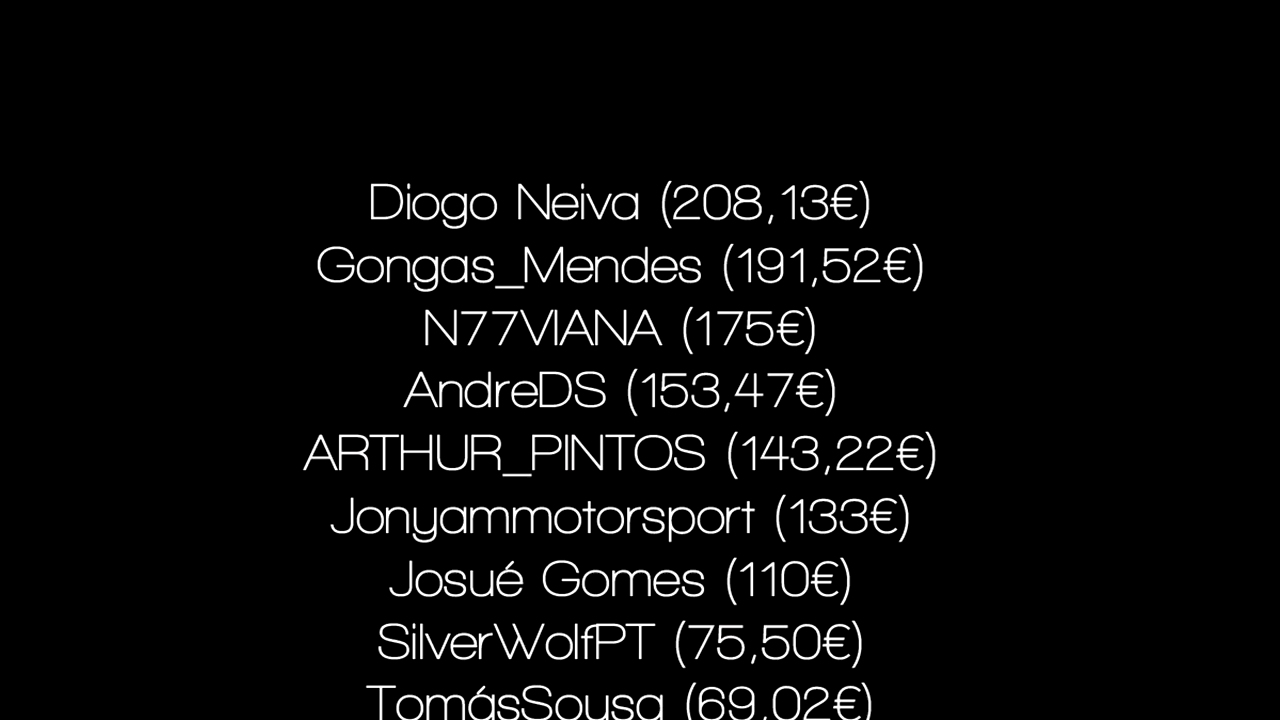 Diogo Neiva (208,13€)
Gongas_Mendes (191,52€)
N77VIANA (175€)
AndreDS (153,47€)
ARTHUR_PINTOS (143,22€)
Jonyammotorsport (133€)
Josué Gomes (110€)
SilverWolfPT (75,50€)
TomásSousa (69,02€)